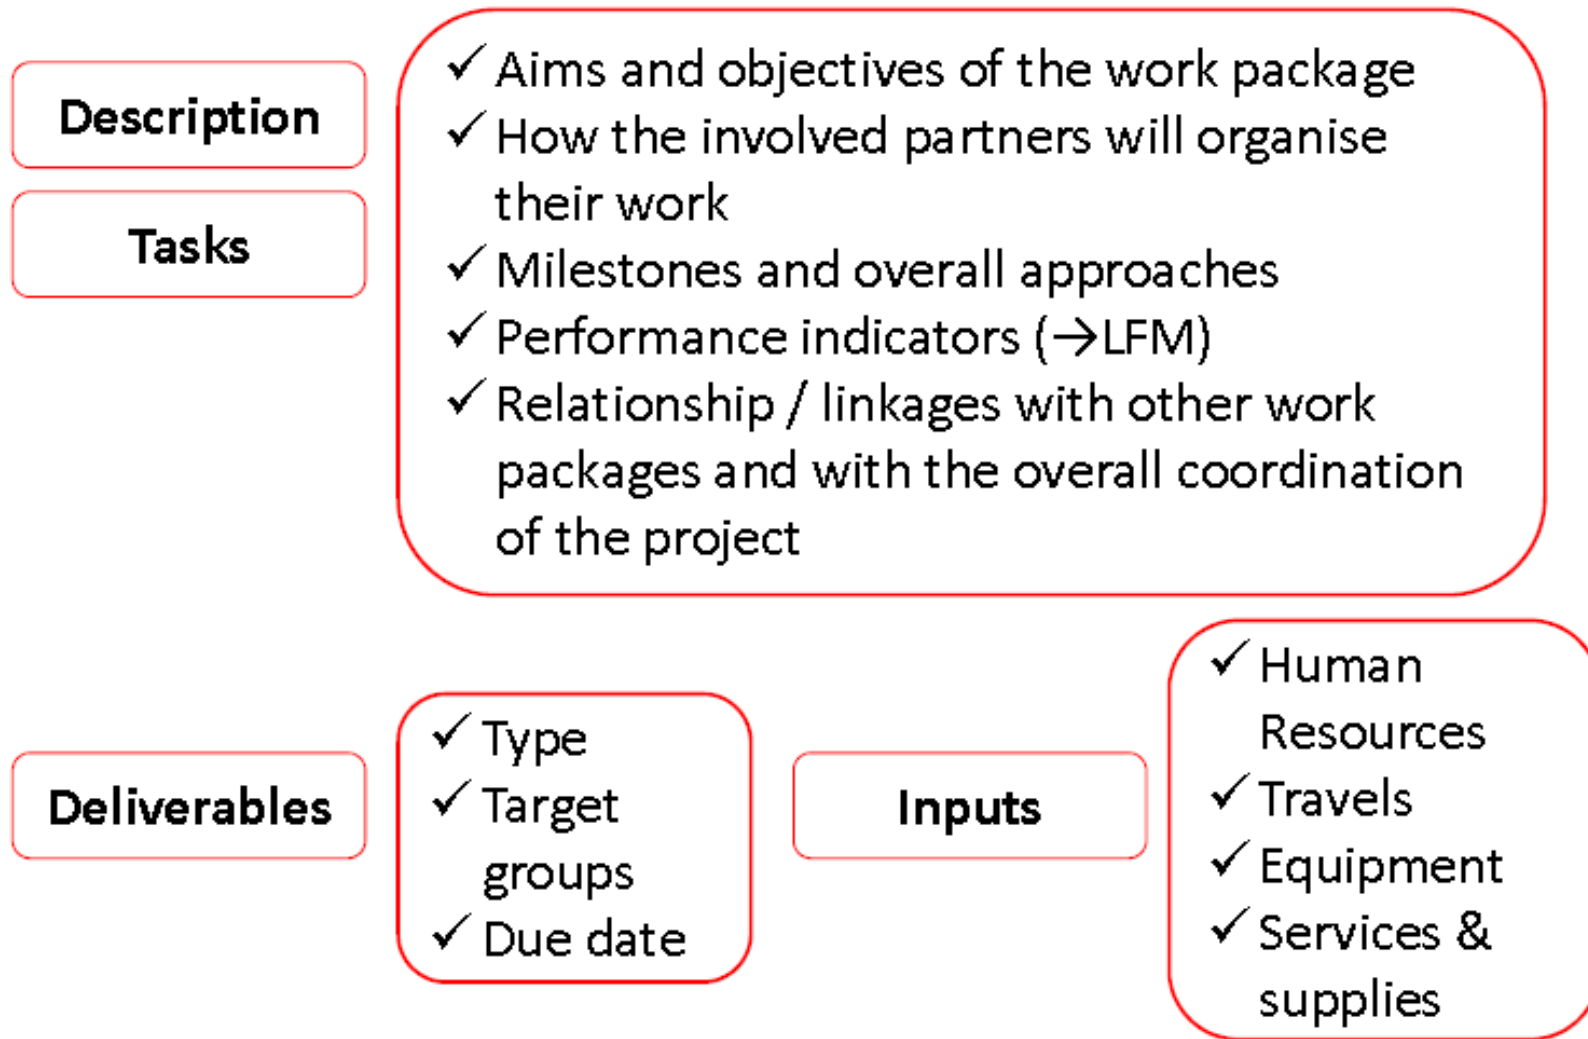 Description
Tasks
✓ Aims and objectives of the work package
✓ How the involved partners will organise
their work
✓ Milestones and overall approaches
✓ Performance indicators (→LFM)
✓ Relationship / linkages with other work
packages and with the overall coordination
of the project
Deliverables
✓ Type
✓ Target
groups
✓ Due date
Inputs
✓ Human
Resources
✓ Travels
✓ Equipment
✓ Services &
supplies